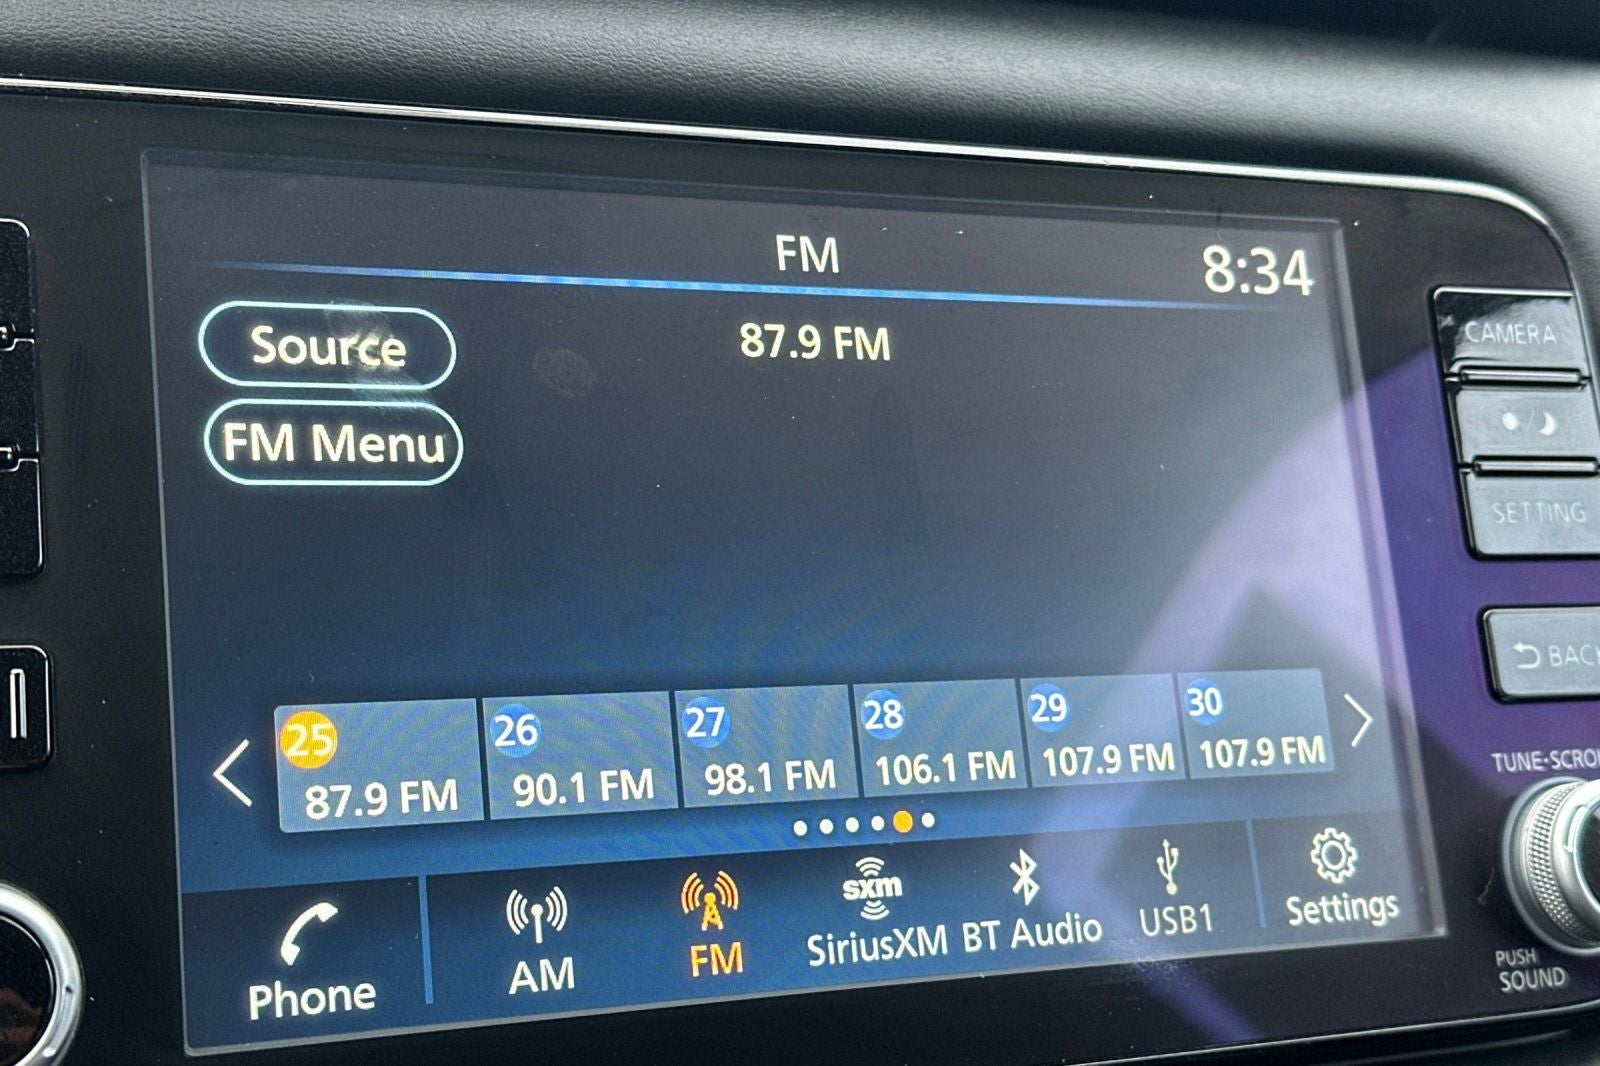 FM
8:34
87.9 FM
Source
FM Menu
25
87.9 FM
26
90.1 FM
27
98.1 FM
28
106.1 FM
29
107.9 FM
30
107.9 FM
Phone
AM
FM
sxm
SiriusXM
BT Audio
USB1
Settings
CAMERA
SETTING
BACK
TUNE·SCROL
PUSH
SOUND